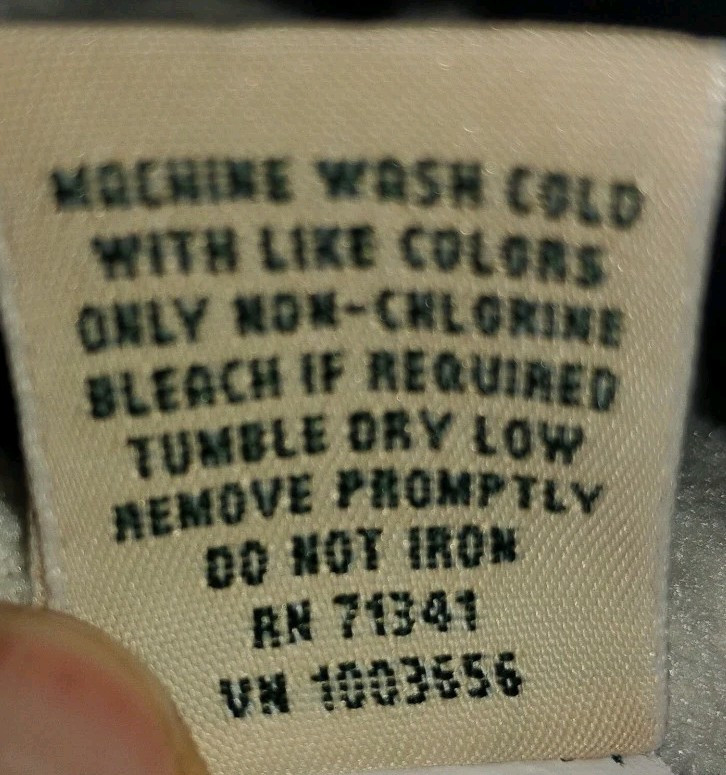 MACHINE WASH COLD
WITH LIKE COLORS
ONLY NON-CHLORINE
BLEACH IF REQUIRED
TUMBLE DRY LOW
REMOVE PROMPTLY
DO NOT IRON
RN 71341
VN 1003656